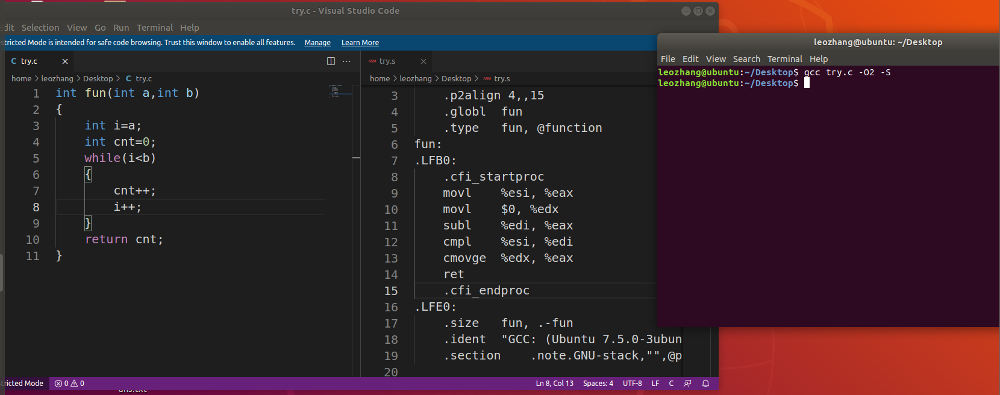 try.c - Visual Studio Code
dit Selection View Go Run Terminal Help
tricted Mode is intended for safe code browsing. Trust this window to enable all features. Manage Learn More
C try.c
home > leozhang > Desktop > C try.c
1 int fun(int a,int b)
2 {
3 int i=a;
4 int cnt=0;
5 while(i<b)
6 {
7 cnt++;
8 i++;
9 }
10 return cnt;
11 }
ASM try.s
home > leozhang > Desktop > ASM try.s
3 .p2align 4,,15
4 .globl fun
5 .type fun, @function
6 fun:
7 .LFB0:
8 .cfi_startproc
9 movl %esi, %eax
10 movl $0, %edx
11 subl %edi, %eax
12 cmpl %esi, %edi
13 cmovge %edx, %eax
14 ret
15 .cfi_endproc
16 .LFE0:
17 .size fun, .-fun
18 .ident "GCC: (Ubuntu 7.5.0-3ubun
19 .section .note.GNU-stack,"",@p
20
tricted Mode 0 0 Ln 8, Col 13 Spaces: 4 UTF-8 LF C
leozhang@ubuntu: ~/Desktop
File Edit View Search Terminal Help
leozhang@ubuntu:~/Desktop$ gcc try.c -O2 -S
leozhang@ubuntu:~/Desktop$